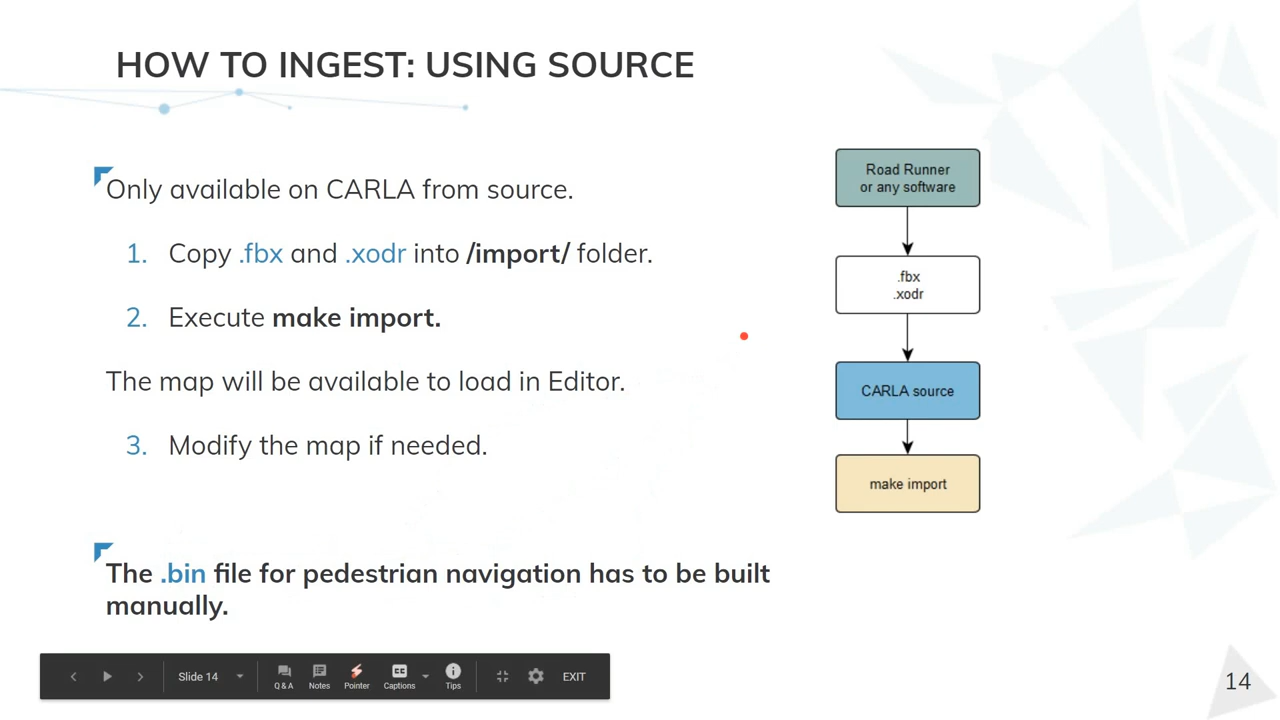 HOW TO INGEST: USING SOURCE
Only available on CARLA from source.
1. Copy .fbx and .xodr into /import/ folder.
2. Execute make import.
The map will be available to load in Editor.
3. Modify the map if needed.
The .bin file for pedestrian navigation has to be built
manually.
Road Runner
or any software
.fbx
.xodr
CARLA source
make import
Slide 14
Q & A
Notes
Pointer
CC
Captions
Tips
EXIT
14